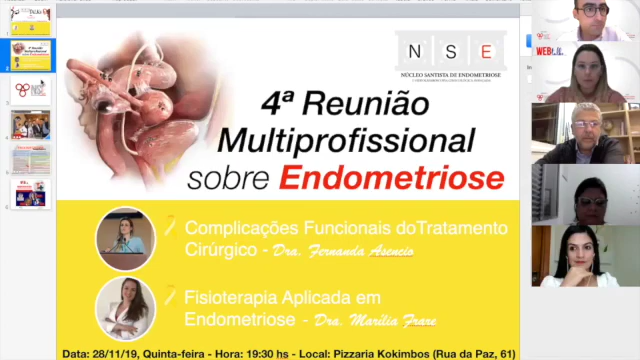 N S E
NÚCLEO SANTISTA DE ENDOMETRIOSE
4ª Reunião
Multiprofissional
sobre Endometriose
Complicações Funcionais doTratamento
Cirúrgico - Dra. Fernanda Asencio
Fisioterapia Aplicada em
Endometriose - Dra. Marília Frare
Data: 28/11/19, Quinta-feira - Hora: 19:30 hs - Local: Pizzaria Kokimbos (Rua da Paz, 61)